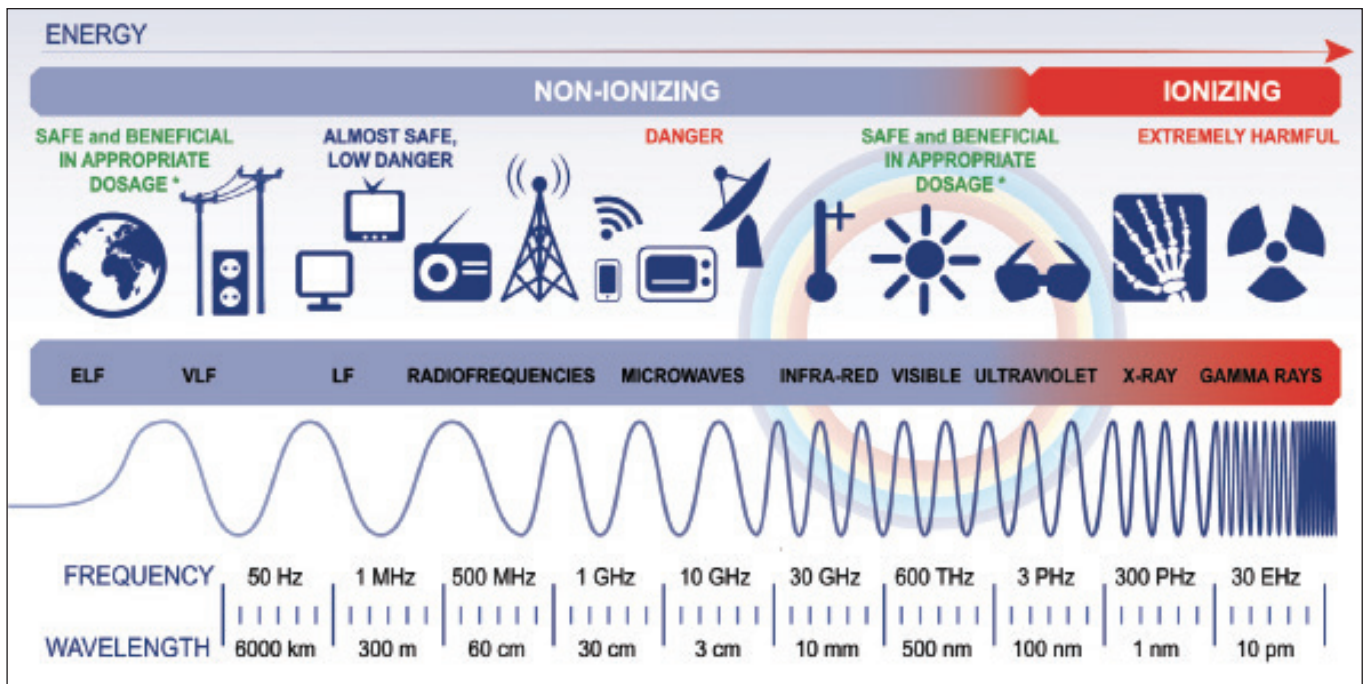 ENERGY
NON-IONIZING
IONIZING
SAFE and BENEFICIAL
IN APPROPRIATE
DOSAGE *
ALMOST SAFE,
LOW DANGER
DANGER
SAFE and BENEFICIAL
IN APPROPRIATE
DOSAGE *
EXTREMELY HARMFUL
ELF VLF LF RADIOFREQUENCIES MICROWAVES INFRA-RED VISIBLE ULTRAVIOLET X-RAY GAMMA RAYS
FREQUENCY 50 Hz 1 MHz 500 MHz 1 GHz 10 GHz 30 GHz 600 THz 3 PHz 300 PHz 30 EHz
WAVELENGTH 6000 km 300 m 60 cm 30 cm 3 cm 10 mm 500 nm 100 nm 1 nm 10 pm